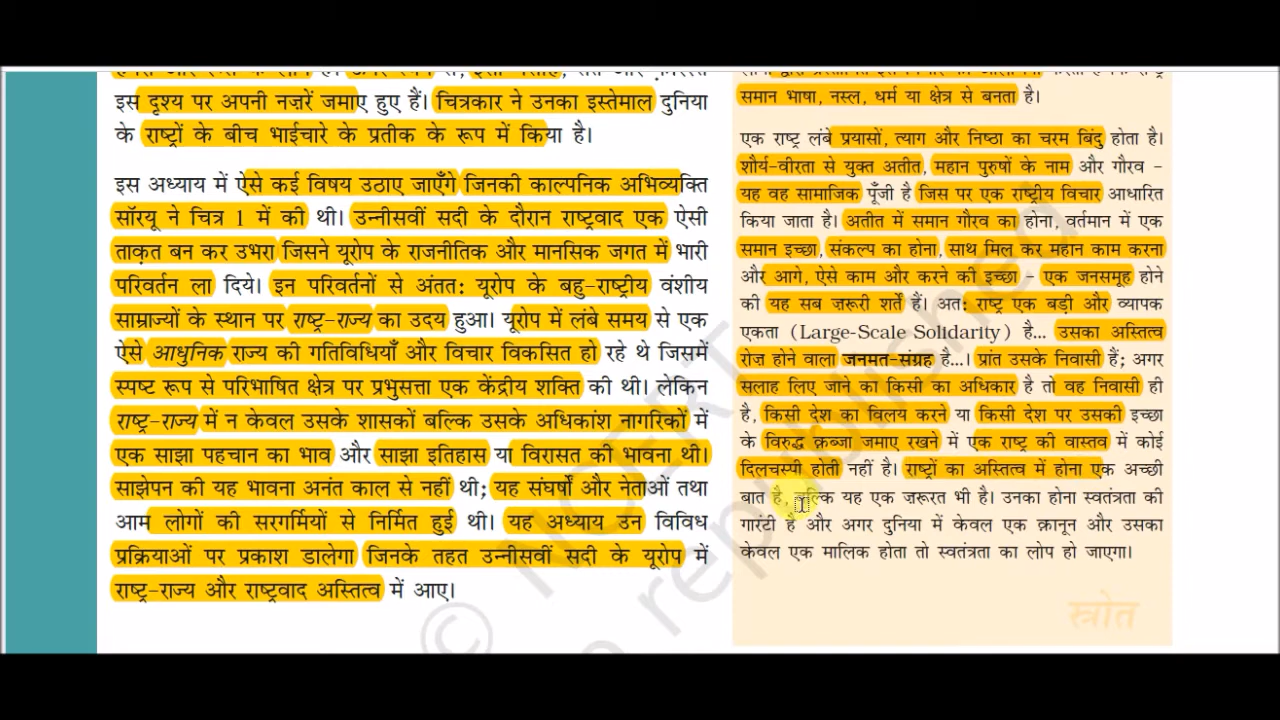 इस दृश्य पर अपनी नज़रें जमाए हुए हैं। चित्रकार ने उनका इस्तेमाल दुनिया
के राष्ट्रों के बीच भाईचारे के प्रतीक के रूप में किया है।
इस अध्याय में ऐसे कई विषय उठाए जाएँगे जिनकी काल्पनिक अभिव्यक्ति
सॉरयू ने चित्र 1 में की थी। उन्नीसवीं सदी के दौरान राष्ट्रवाद एक ऐसी
ताक़त बन कर उभरा जिसने यूरोप के राजनीतिक और मानसिक जगत में भारी
परिवर्तन ला दिये। इन परिवर्तनों से अंततः यूरोप के बहु-राष्ट्रीय वंशीय
साम्राज्यों के स्थान पर राष्ट्र-राज्य का उदय हुआ। यूरोप में लंबे समय से एक
ऐसे आधुनिक राज्य की गतिविधियाँ और विचार विकसित हो रहे थे जिसमें
स्पष्ट रूप से परिभाषित क्षेत्र पर प्रभुसत्ता एक केंद्रीय शक्ति की थी। लेकिन
राष्ट्र-राज्य में न केवल उसके शासकों बल्कि उसके अधिकांश नागरिकों में
एक साझा पहचान का भाव और साझा इतिहास या विरासत की भावना थी।
साझेपन की यह भावना अनंत काल से नहीं थी; यह संघर्षों और नेताओं तथा
आम लोगों की सरगर्मियों से निर्मित हुई थी। यह अध्याय उन विविध
प्रक्रियाओं पर प्रकाश डालेगा जिनके तहत उन्नीसवीं सदी के यूरोप में
राष्ट्र-राज्य और राष्ट्रवाद अस्तित्व में आए।
समान भाषा, नस्ल, धर्म या क्षेत्र से बनता है।
एक राष्ट्र लंबे प्रयासों, त्याग और निष्ठा का चरम बिंदु होता है।
शौर्य-वीरता से युक्त अतीत, महान पुरुषों के नाम और गौरव –
यह वह सामाजिक पूँजी है जिस पर एक राष्ट्रीय विचार आधारित
किया जाता है। अतीत में समान गौरव का होना, वर्तमान में एक
समान इच्छा, संकल्प का होना, साथ मिल कर महान काम करना
और आगे, ऐसे काम और करने की इच्छा – एक जनसमूह होने
की यह सब जरूरी शर्तें हैं। अतः राष्ट्र एक बड़ी और व्यापक
एकता (Large-Scale Solidarity) है... उसका अस्तित्व
रोज होने वाला जनमत-संग्रह है...। प्रांत उसके निवासी हैं; अगर
सलाह लिए जाने का किसी का अधिकार है तो वह निवासी ही
है, किसी देश का विलय करने या किसी देश पर उसकी इच्छा
के विरुद्ध क़ब्जा जमाए रखने में एक राष्ट्र की वास्तव में कोई
दिलचस्पी होती नहीं है। राष्ट्रों का अस्तित्व में होना एक अच्छी
बात है, बल्कि यह एक ज़रूरत भी है। उनका होना स्वतंत्रता की
गारंटी है और अगर दुनिया में केवल एक क़ानून और उसका
केवल एक मालिक होता तो स्वतंत्रता का लोप हो जाएगा।
स्त्रोत
© NCERT
o republished